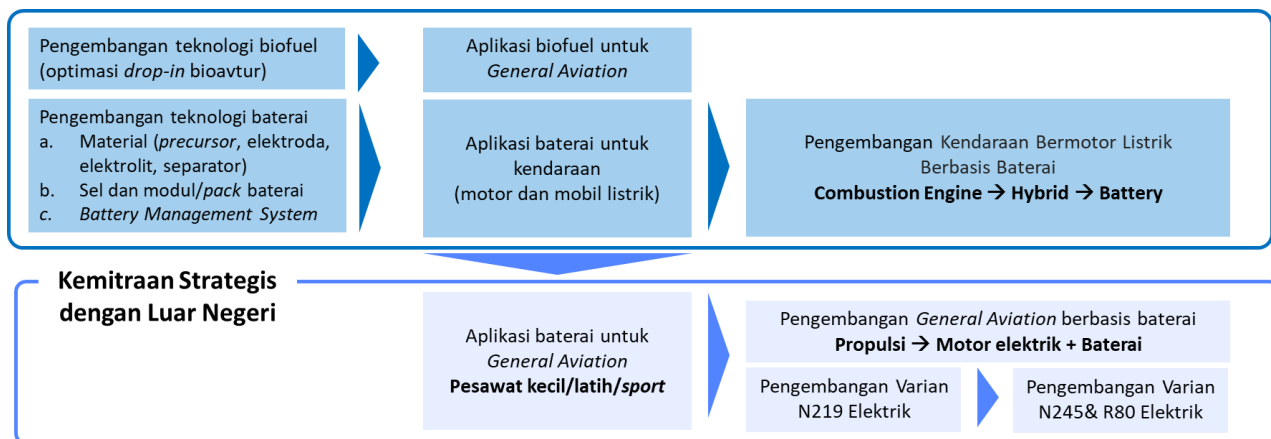 Pengembangan teknologi biofuel
(optimasi drop-in bioavtur)
Aplikasi biofuel untuk
General Aviation
Pengembangan teknologi baterai
a. Material (precursor, elektroda,
elektrolit, separator)
b. Sel dan modul/pack baterai
c. Battery Management System
Aplikasi baterai untuk
kendaraan
(motor dan mobil listrik)
Pengembangan Kendaraan Bermotor Listrik
Berbasis Baterai
Combustion Engine → Hybrid → Battery
Kemitraan Strategis
dengan Luar Negeri
Aplikasi baterai untuk
General Aviation
Pesawat kecil/latih/sport
Pengembangan General Aviation berbasis baterai
Propulsi → Motor elektrik + Baterai
Pengembangan Varian
N219 Elektrik
Pengembangan Varian
N245& R80 Elektrik